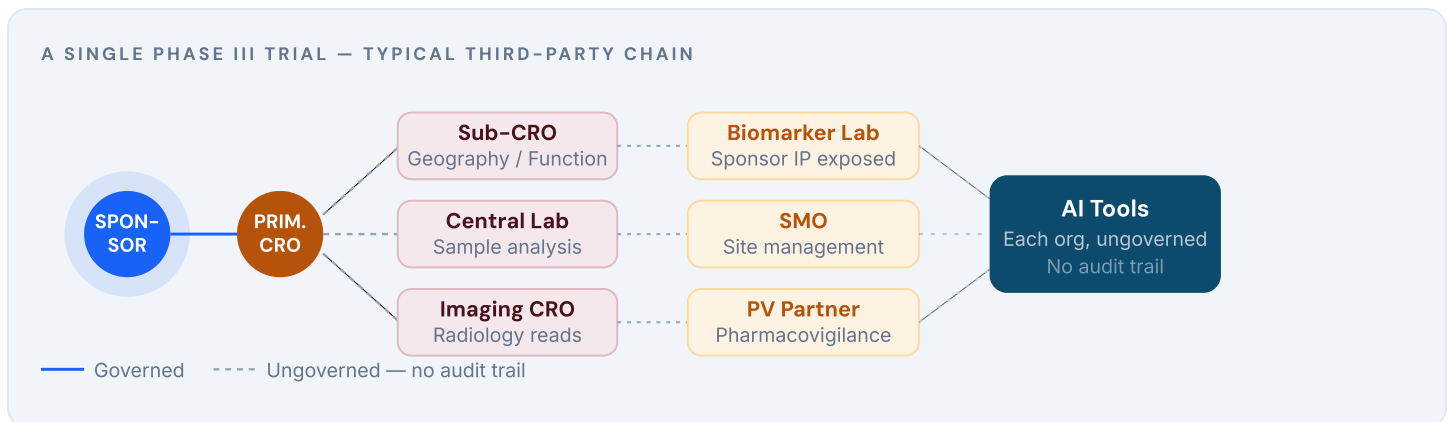 A SINGLE PHASE III TRIAL — TYPICAL THIRD-PARTY CHAIN
SPON-
SOR
PRIM.
CRO
Sub-CRO
Geography / Function
Central Lab
Sample analysis
Imaging CRO
Radiology reads
Biomarker Lab
Sponsor IP exposed
SMO
Site management
PV Partner
Pharmacovigilance
AI Tools
Each org, ungoverned
No audit trail
Governed
Ungoverned — no audit trail